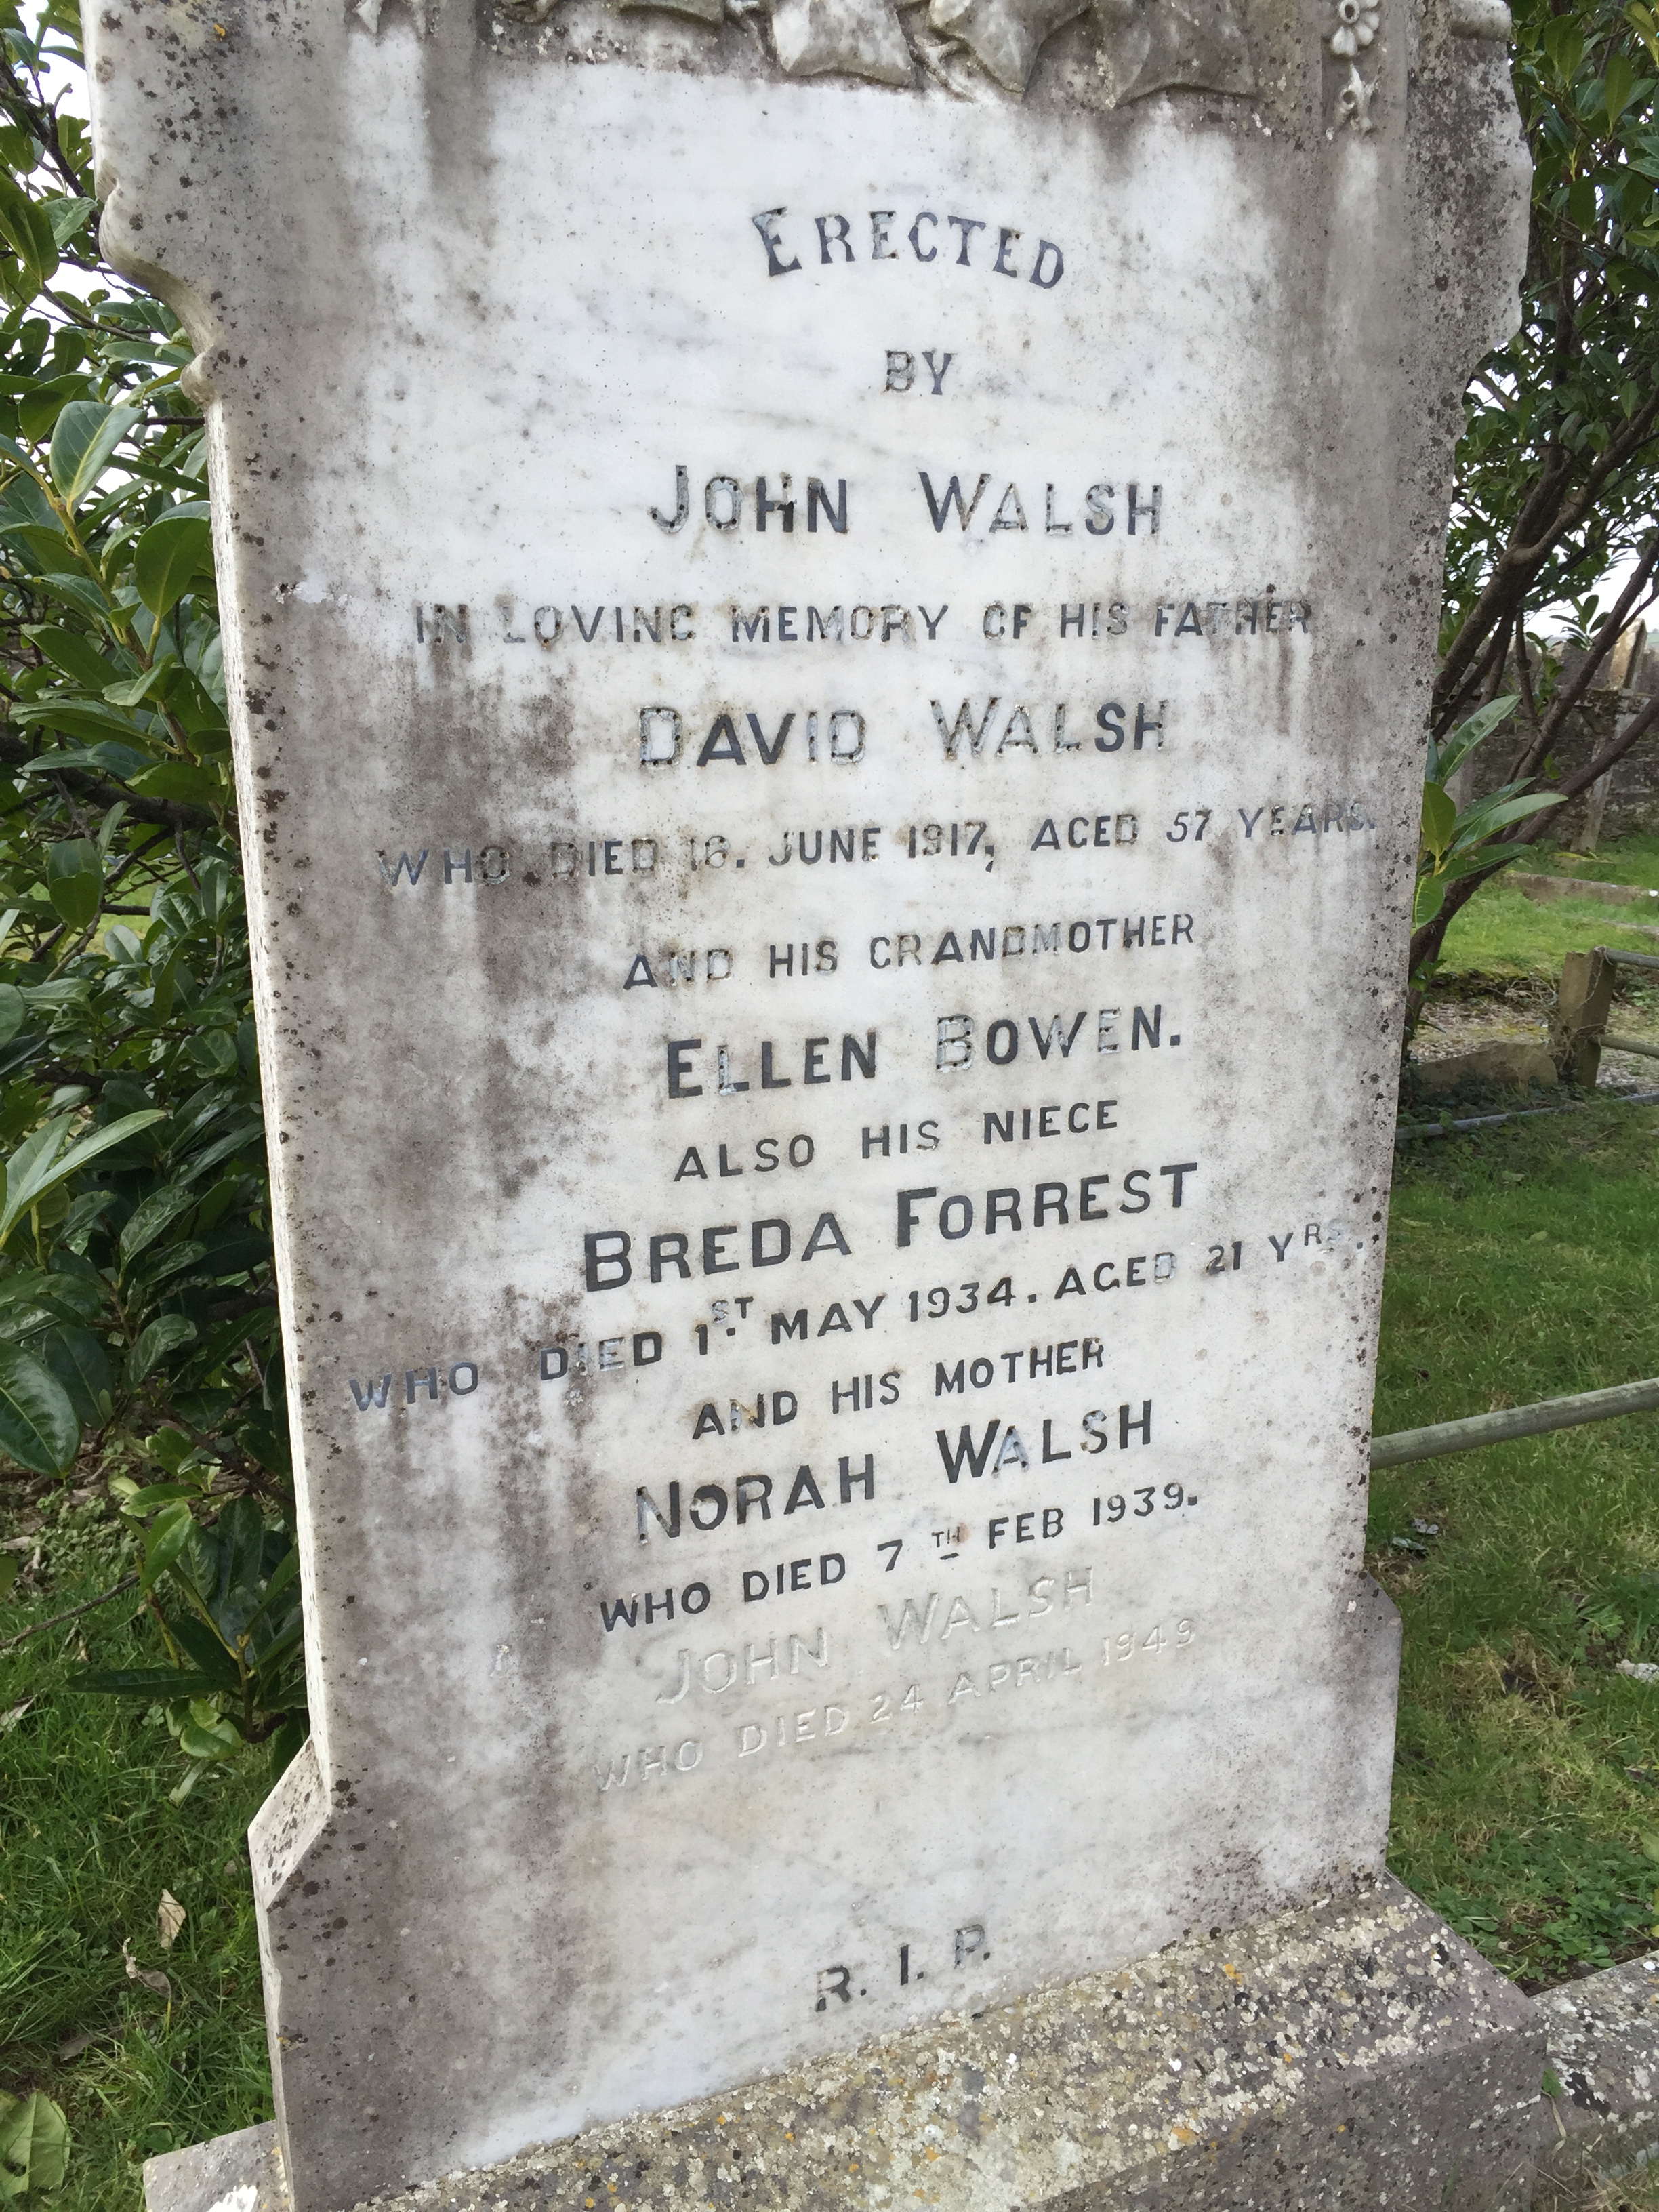 ERECTED
BY
JOHN WALSH
IN LOVING MEMORY OF HIS FATHER
DAVID WALSH
WHO DIED 16. JUNE 1917, AGED 57 YEARS.
AND HIS GRANDMOTHER
ELLEN BOWEN.
ALSO HIS NIECE
BREDA FORREST
WHO DIED 1ST MAY 1934. AGED 21 YRS.
AND HIS MOTHER
NORAH WALSH
WHO DIED 7TH FEB 1939.
JOHN WALSH
WHO DIED 24 APRIL 1949
R. I. P.